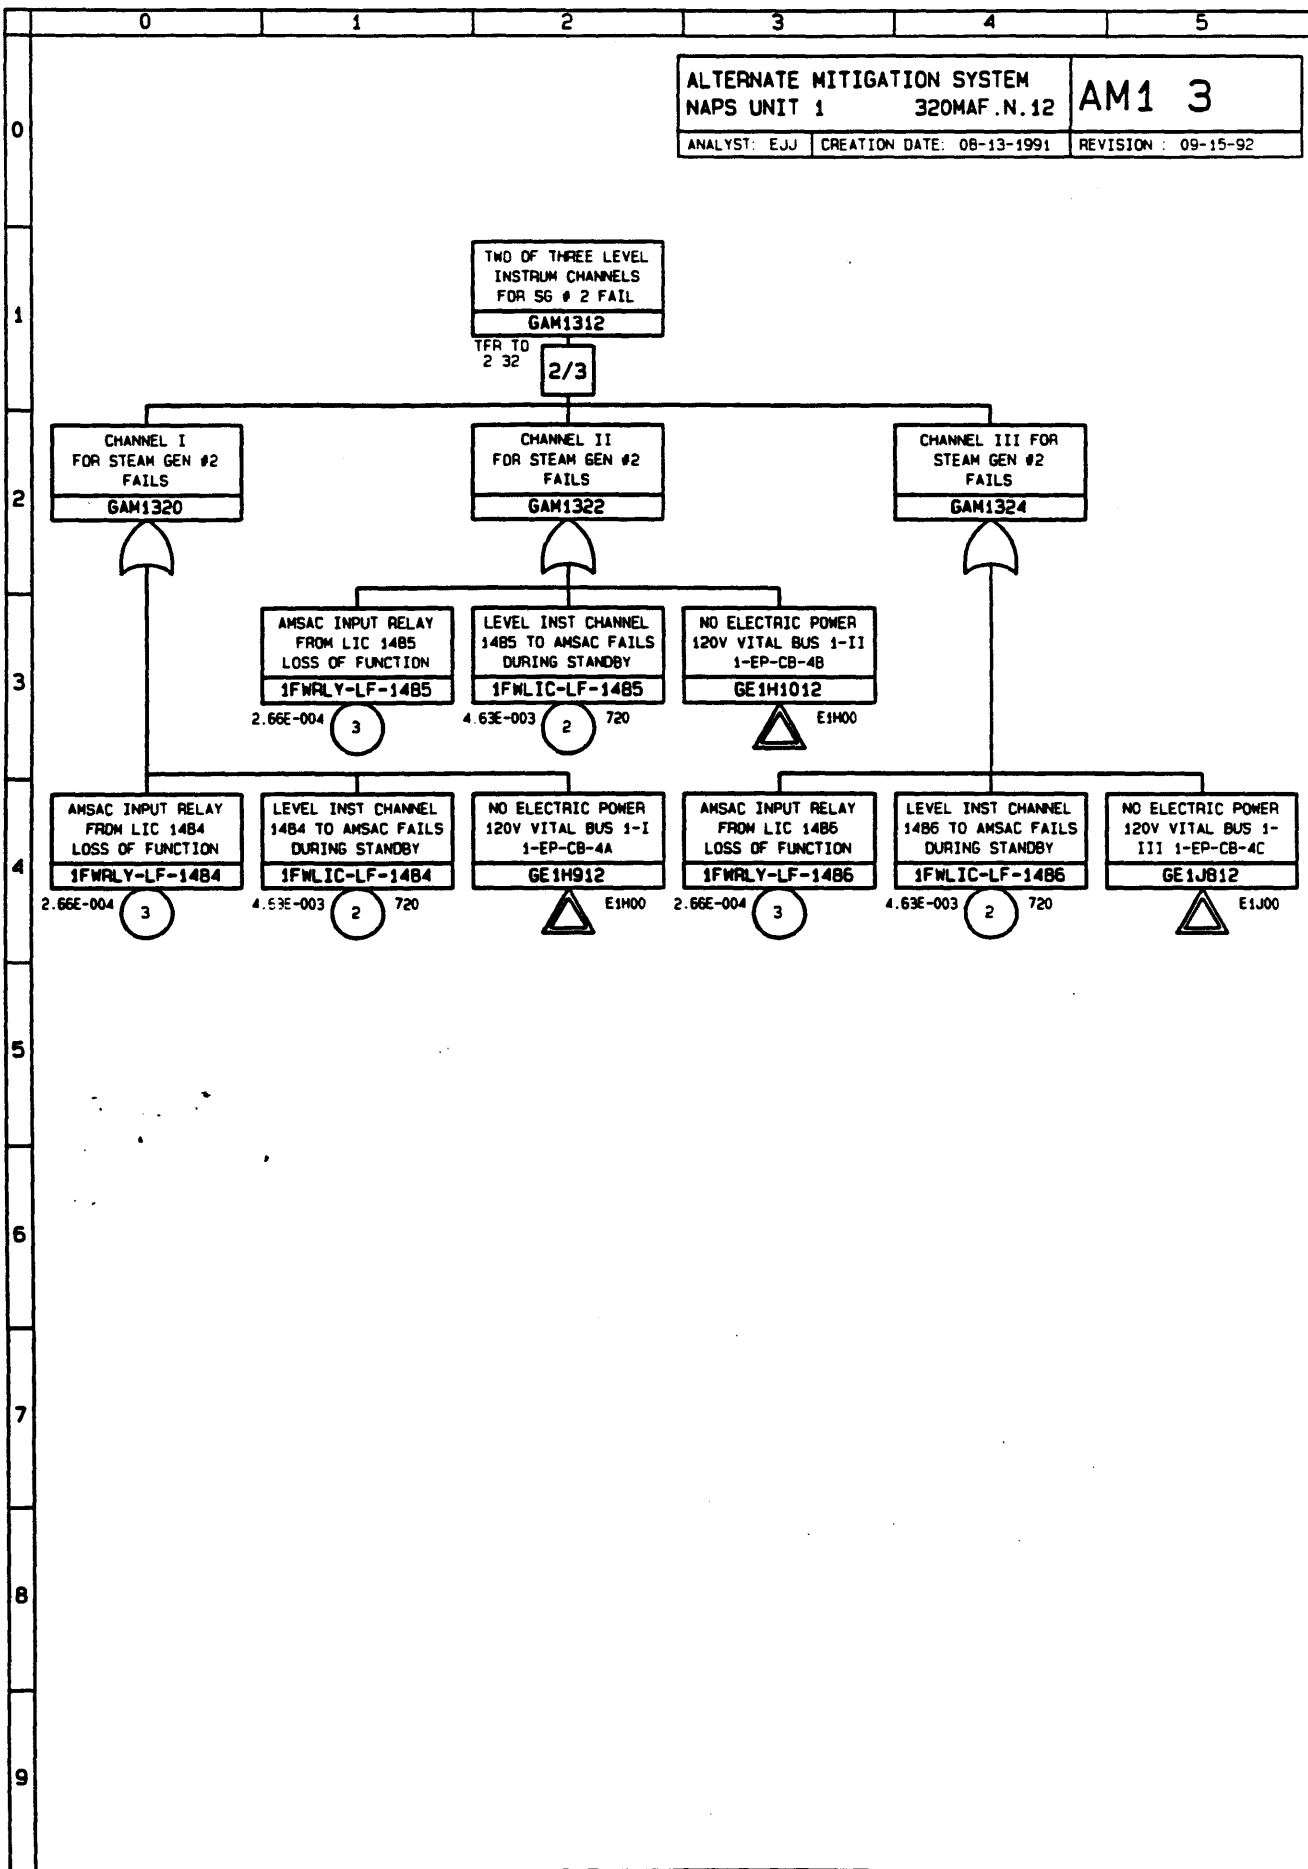 0 1 2 3 4 5
ALTERNATE MITIGATION SYSTEM
NAPS UNIT 1 320MAF.N.12
AM1 3
ANALYST: EJJ CREATION DATE: 08-13-1991 REVISION : 09-15-92
0
TWO OF THREE LEVEL
INSTRUM CHANNELS
FOR SG # 2 FAIL
GAM1312
1
TFR TO
2 32
2/3
CHANNEL I
FOR STEAM GEN #2
FAILS
GAM1320
CHANNEL II
FOR STEAM GEN #2
FAILS
GAM1322
CHANNEL III FOR
STEAM GEN #2
FAILS
GAM1324
2
AMSAC INPUT RELAY
FROM LIC 1485
LOSS OF FUNCTION
1FWRLY-LF-1485
2.66E-004 3
LEVEL INST CHANNEL
1485 TO AMSAC FAILS
DURING STANDBY
1FWLIC-LF-1485
4.63E-003 2 720
NO ELECTRIC POWER
120V VITAL BUS 1-II
1-EP-CB-4B
GE1H1012
E1H00
3
AMSAC INPUT RELAY
FROM LIC 1484
LOSS OF FUNCTION
1FWRLY-LF-1484
2.66E-004 3
LEVEL INST CHANNEL
1484 TO AMSAC FAILS
DURING STANDBY
1FWLIC-LF-1484
4.63E-003 2 720
NO ELECTRIC POWER
120V VITAL BUS 1-I
1-EP-CB-4A
GE1H912
E1H00
AMSAC INPUT RELAY
FROM LIC 1486
LOSS OF FUNCTION
1FWRLY-LF-1486
2.66E-004 3
LEVEL INST CHANNEL
1486 TO AMSAC FAILS
DURING STANDBY
1FWLIC-LF-1486
4.63E-003 2 720
NO ELECTRIC POWER
120V VITAL BUS 1-
III 1-EP-CB-4C
GE1J812
E1J00
4
5
6
7
8
9